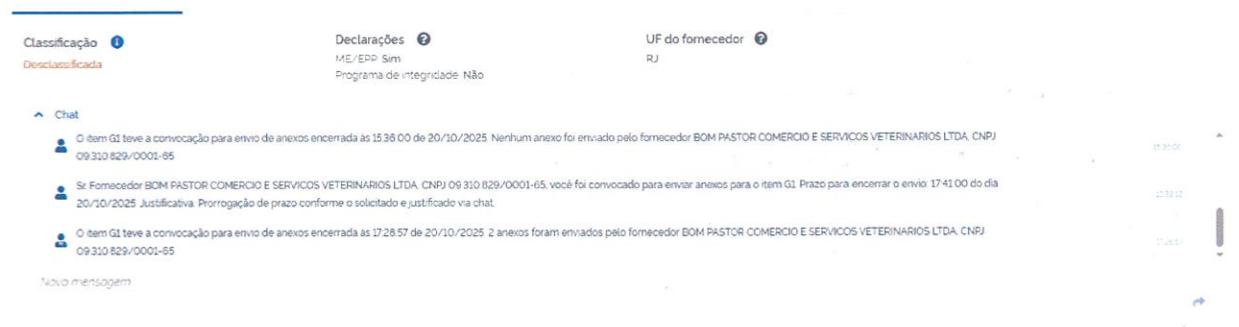 Classificação
Desclassificada
Declarações
ME/EPP Sim
Programa de integridade Não
UF do fornecedor
RJ
Chat
O item G1 teve a convocação para envio de anexos encerrada às 15:36:00 de 20/10/2025. Nenhum anexo foi enviado pelo fornecedor BOM PASTOR COMERCIO E SERVICOS VETERINARIOS LTDA, CNPJ
09.310.829/0001-65
15:36:00
Sr. Fornecedor BOM PASTOR COMERCIO E SERVICOS VETERINARIOS LTDA, CNPJ 09.310.829/0001-65, você foi convocado para enviar anexos para o item G1. Prazo para encerrar o envio: 17:41:00 do dia
20/10/2025. Justificativa: Prorrogação de prazo conforme o solicitado e justificado via chat.
O item G1 teve a convocação para envio de anexos encerrada às 17:28:57 de 20/10/2025. 2 anexos foram enviados pelo fornecedor BOM PASTOR COMERCIO E SERVICOS VETERINARIOS LTDA, CNPJ
09.310.829/0001-65
17:28:57
Nova mensagem